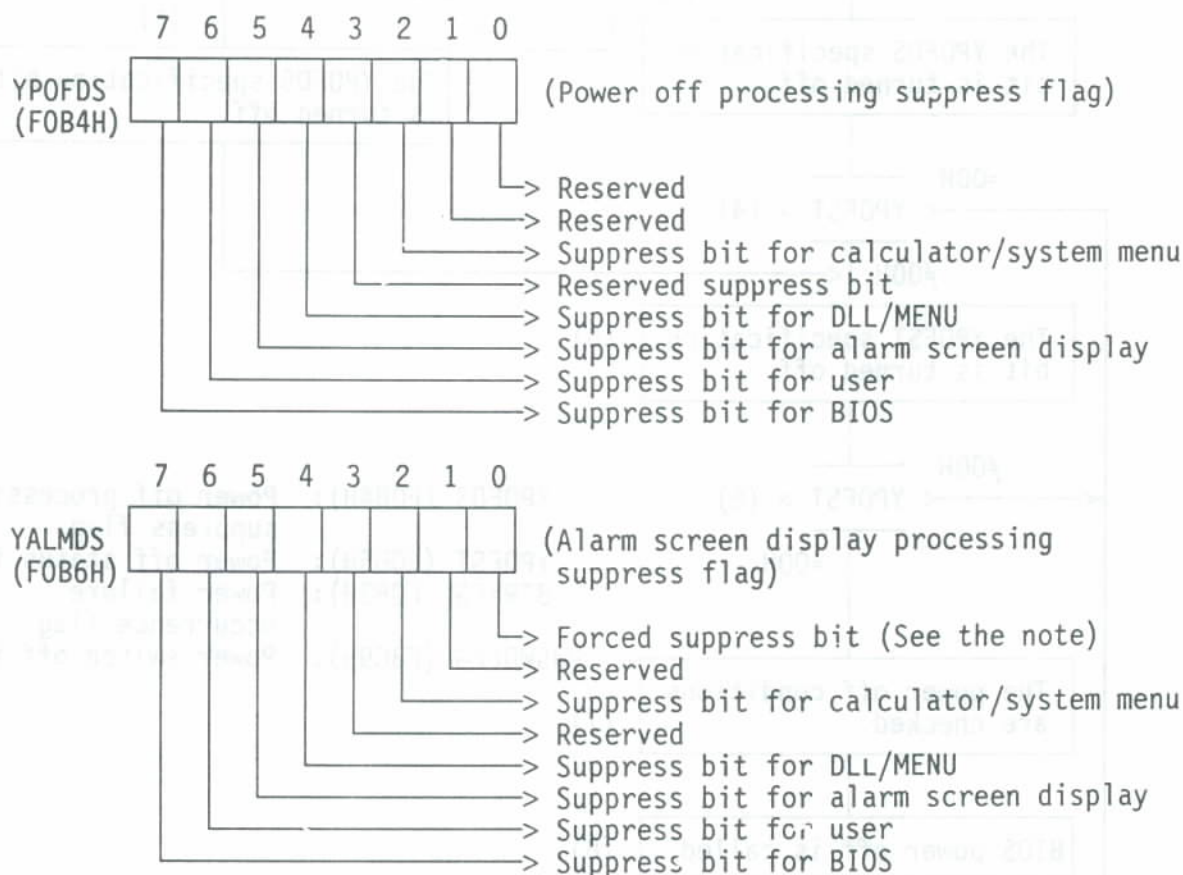 7 6 5 4 3 2 1 0
YPOFDS
(F0B4H)
(Power off processing suppress flag)
> Reserved
> Reserved
> Suppress bit for calculator/system menu
> Reserved suppress bit
> Suppress bit for DLL/MENU
> Suppress bit for alarm screen display
> Suppress bit for user
> Suppress bit for BIOS
7 6 5 4 3 2 1 0
YALMDS
(F0B6H)
(Alarm screen display processing
suppress flag)
> Forced suppress bit (See the note)
> Reserved
> Suppress bit for calculator/system menu
> Reserved
> Suppress bit for DLL/MENU
> Suppress bit for alarm screen display
> Suppress bit for user
> Suppress bit for BIOS